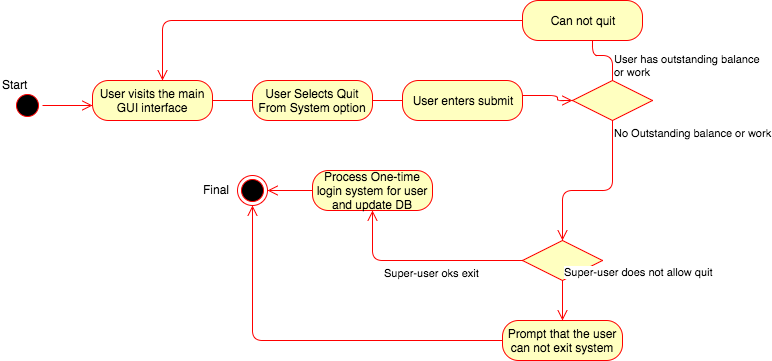 Can not quit
User has outstanding balance
or work
Start
User visits the main
GUI interface
User Selects Quit
From System option
User enters submit
No Outstanding balance or work
Final
Process One-time
login system for user
and update DB
Super-user oks exit
Super-user does not allow quit
Prompt that the user
can not exit system